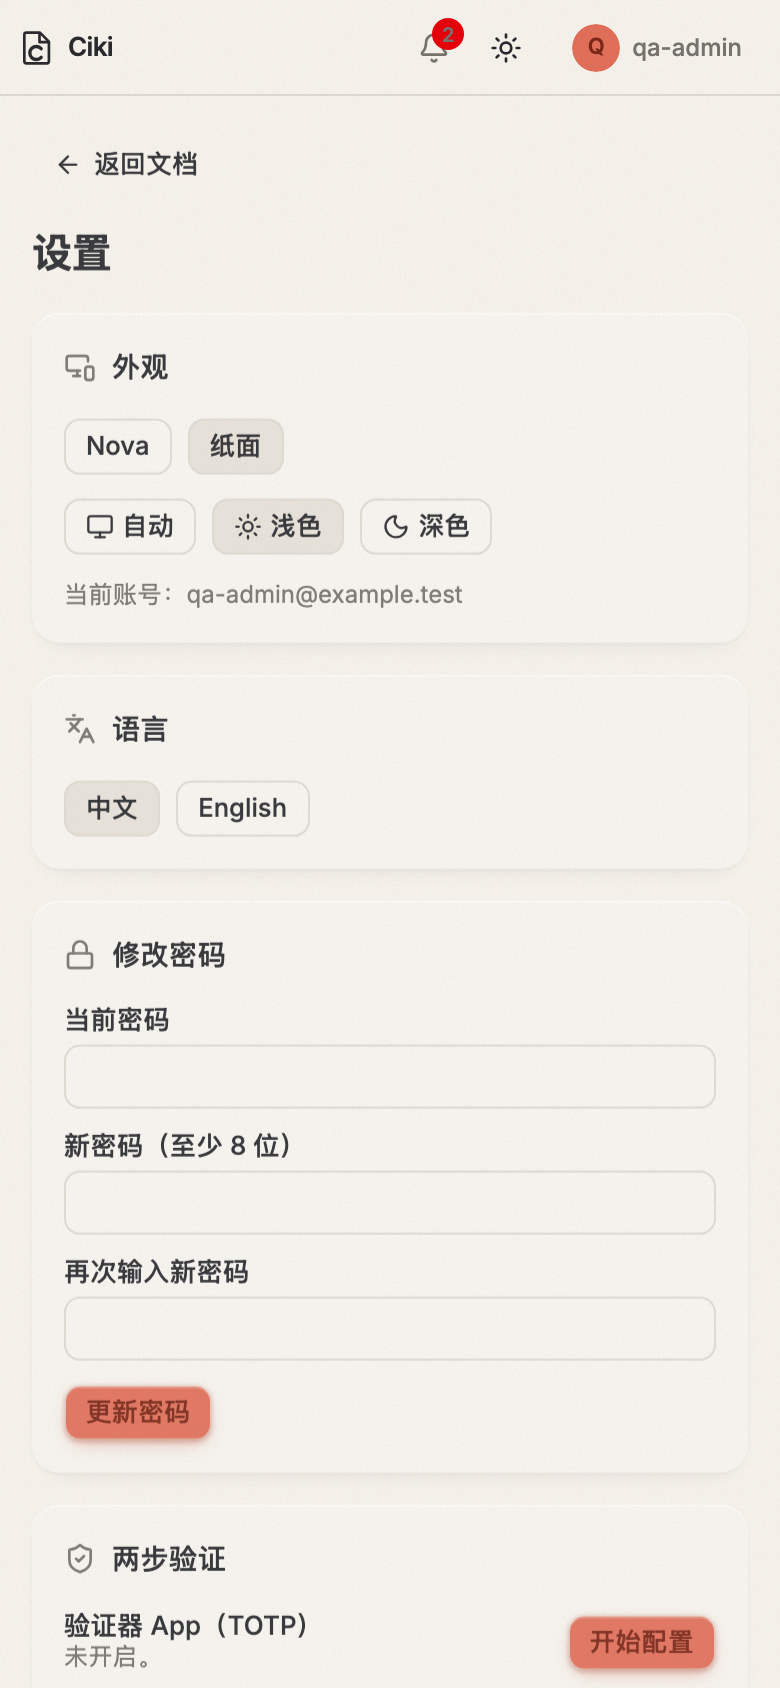 Ciki
2
Q
qa-admin
返回文档
设置
外观
Nova
纸面
自动
浅色
深色
当前账号：qa-admin@example.test
语言
中文
English
修改密码
当前密码
新密码（至少 8 位）
再次输入新密码
更新密码
两步验证
验证器 App（TOTP）
未开启。
开始配置